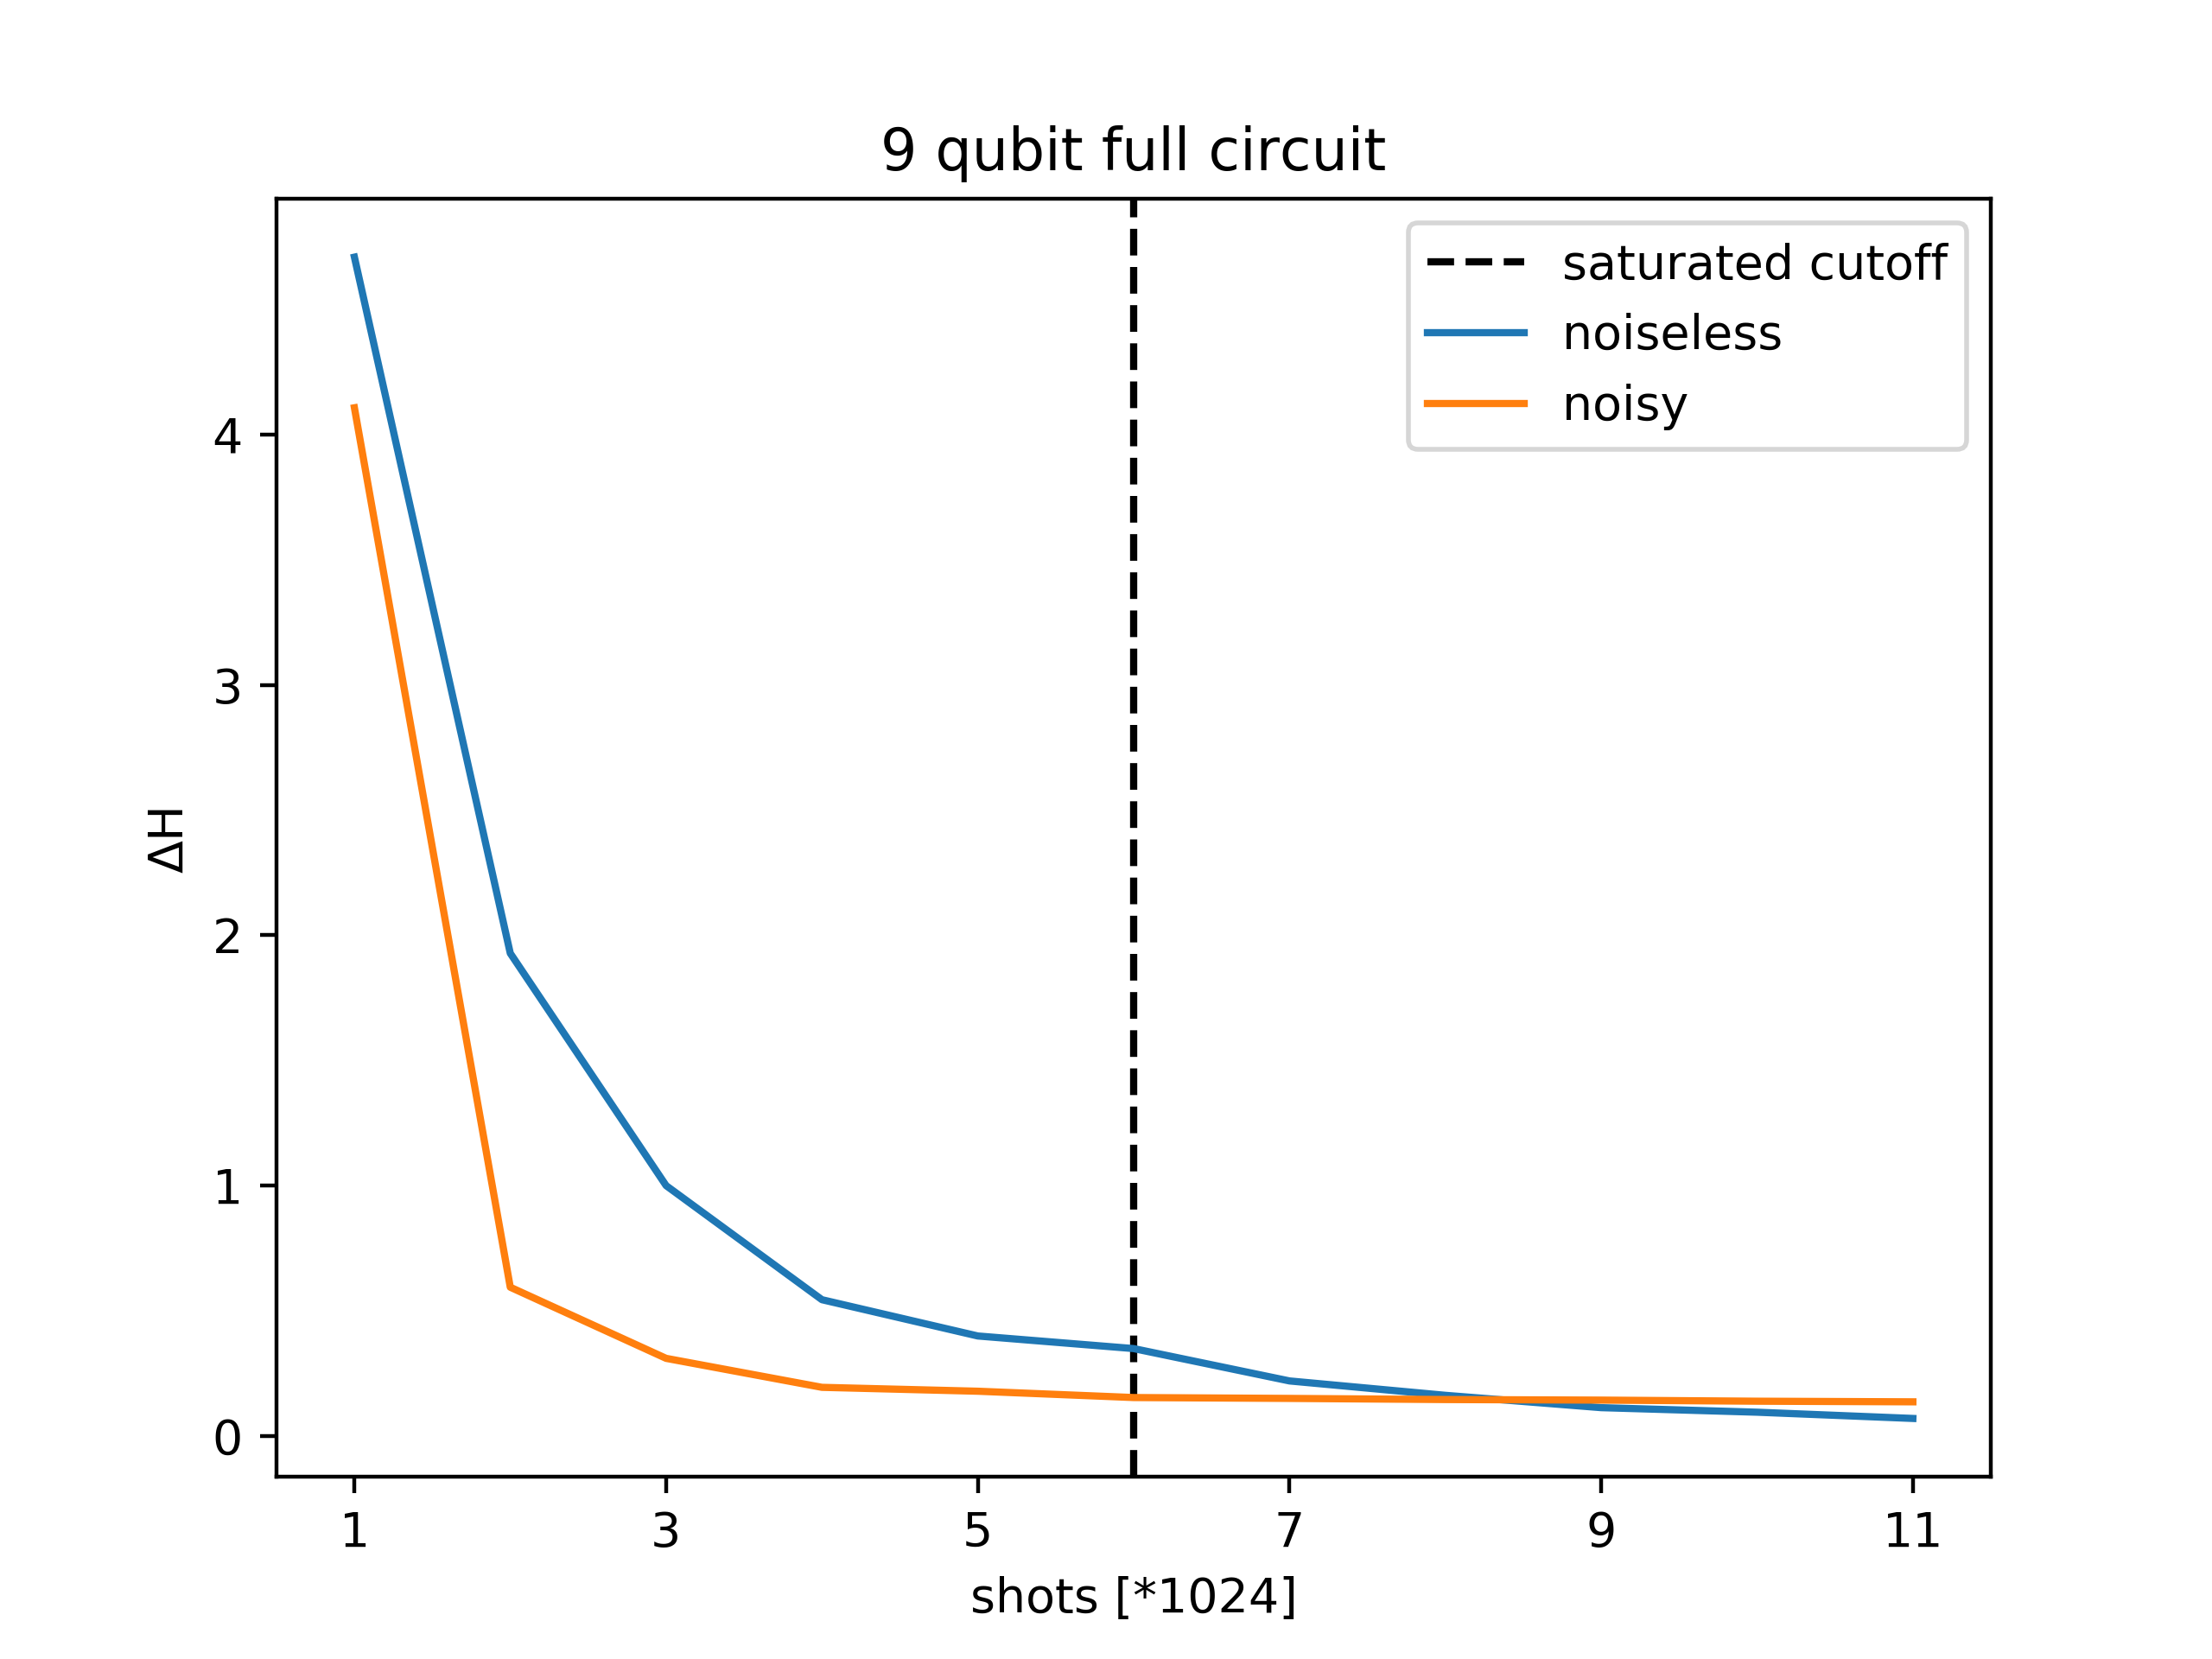 9 qubit full circuit
saturated cutoff
noiseless
noisy
4
3
2
1
0
ΔH
1 3 5 7 9 11
shots [*1024]